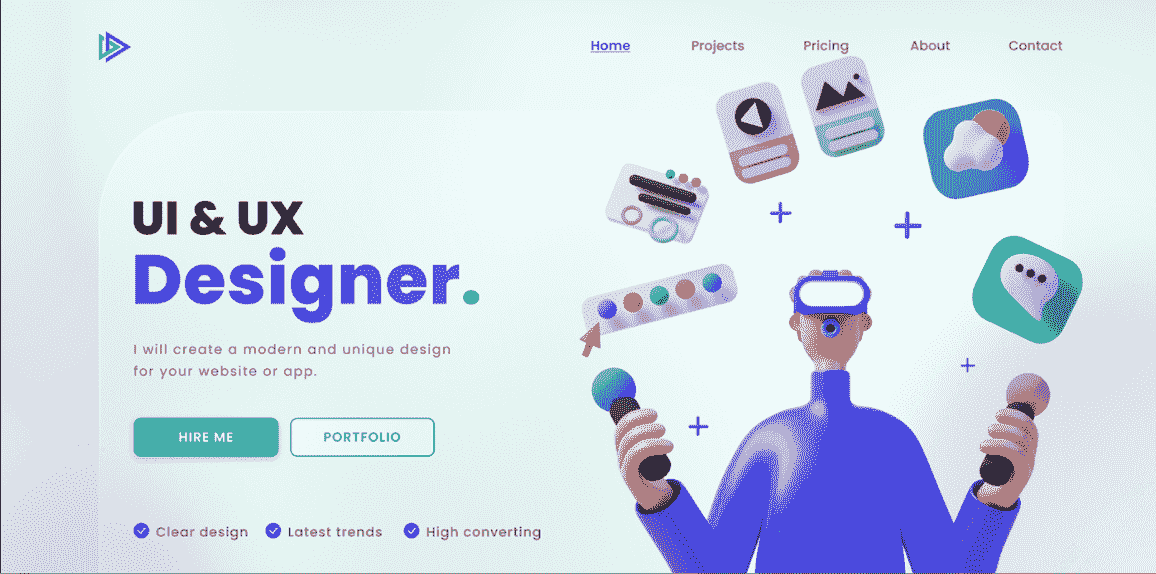 Home Projects Pricing About Contact
UI & UX
Designer.
I will create a modern and unique design
for your website or app.
HIRE ME PORTFOLIO
Clear design Latest trends High converting